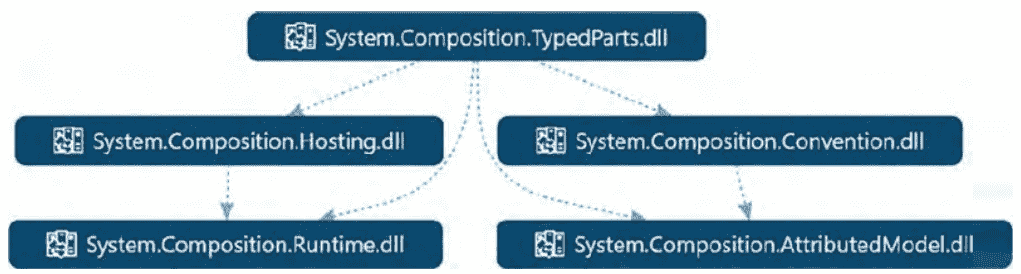 System.Composition.TypedParts.dll
System.Composition.Hosting.dll
System.Composition.Convention.dll
System.Composition.Runtime.dll
System.Composition.AttributedModel.dll